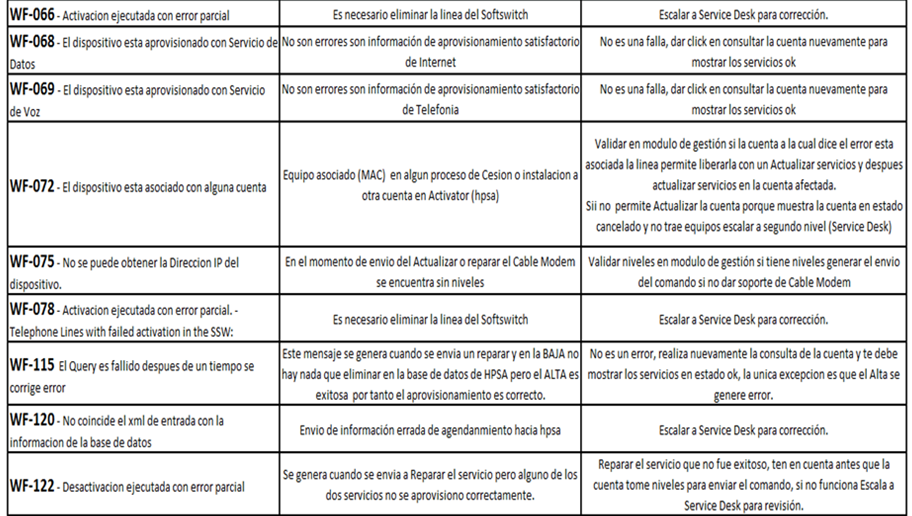 WF-066 - Activacion ejecutada con error parcial
Es necesario eliminar la linea del Softswitch
Escalar a Service Desk para corrección.
WF-068 - El dispositivo esta aprovisionado con Servicio de
Datos
No son errores son información de aprovisionamiento satisfactorio
de Internet
No es una falla, dar click en consultar la cuenta nuevamente para
mostrar los servicios ok
WF-069 - El dispositivo esta aprovisionado con Servicio
de Voz
No son errores son información de aprovisionamiento satisfactorio
de Telefonia
No es una falla, dar click en consultar la cuenta nuevamente para
mostrar los servicios ok
WF-072 - El dispositivo esta asociado con alguna cuenta
Equipo asociado (MAC) en algun proceso de Cesion o instalacion a
otra cuenta en Activator (hpsa)
Validar en modulo de gestión si la cuenta a la cual dice el error esta
asociada la linea permite liberarla con un Actualizar servicios y despues
actualizar servicios en la cuenta afectada.
Sii no permite Actualizar la cuenta porque muestra la cuenta en estado
cancelado y no trae equipos escalar a segundo nivel (Service Desk)
WF-075 - No se puede obtener la Direccion IP del
dispositivo.
En el momento de envio del Actualizar o reparar el Cable Modem
se encuentra sin niveles
Validar niveles en modulo de gestión si tiene niveles generar el envio
del comando si no dar soporte de Cable Modem
WF-078 - Activacion ejecutada con error parcial. -
Telephone Lines with failed activation in the SSW:
Es necesario eliminar la linea del Softswitch
Escalar a Service Desk para corrección.
WF-115 El Query es fallido despues de un tiempo se
corrige error
Este mensaje se genera cuando se envia un reparar y en la BAJA no
hay nada que eliminar en la base de datos de HPSA pero el ALTA es
exitosa por tanto el aprovisionamiento es correcto.
No es un error, realiza nuevamente la consulta de la cuenta y te debe
mostrar los servicios en estado ok, la unica excepcion es que el Alta se
genere error.
WF-120 - No coincide el xml de entrada con la
informacion de la base de datos
Envio de información errada de agendanmiento hacia hpsa
Escalar a Service Desk para corrección.
WF-122 - Desactivacion ejecutada con error parcial
Se genera cuando se envia a Reparar el servicio pero alguno de los
dos servicios no se aprovisiono correctamente.
Reparar el servicio que no fue exitoso, ten en cuenta antes que la
cuenta tome niveles para enviar el comando, si no funciona Escala a
Service Desk para revisión.